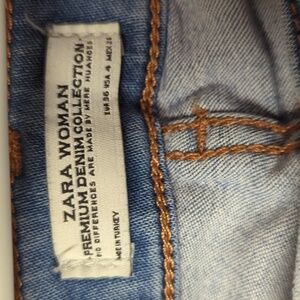 ZARA WOMAN
PREMIUM DENIM COLLECTION
NO DIFFERENCES ARE MADE BY MERE NUANCES
EUR 36 USA 4 MEX 26
MADE IN TURKEY